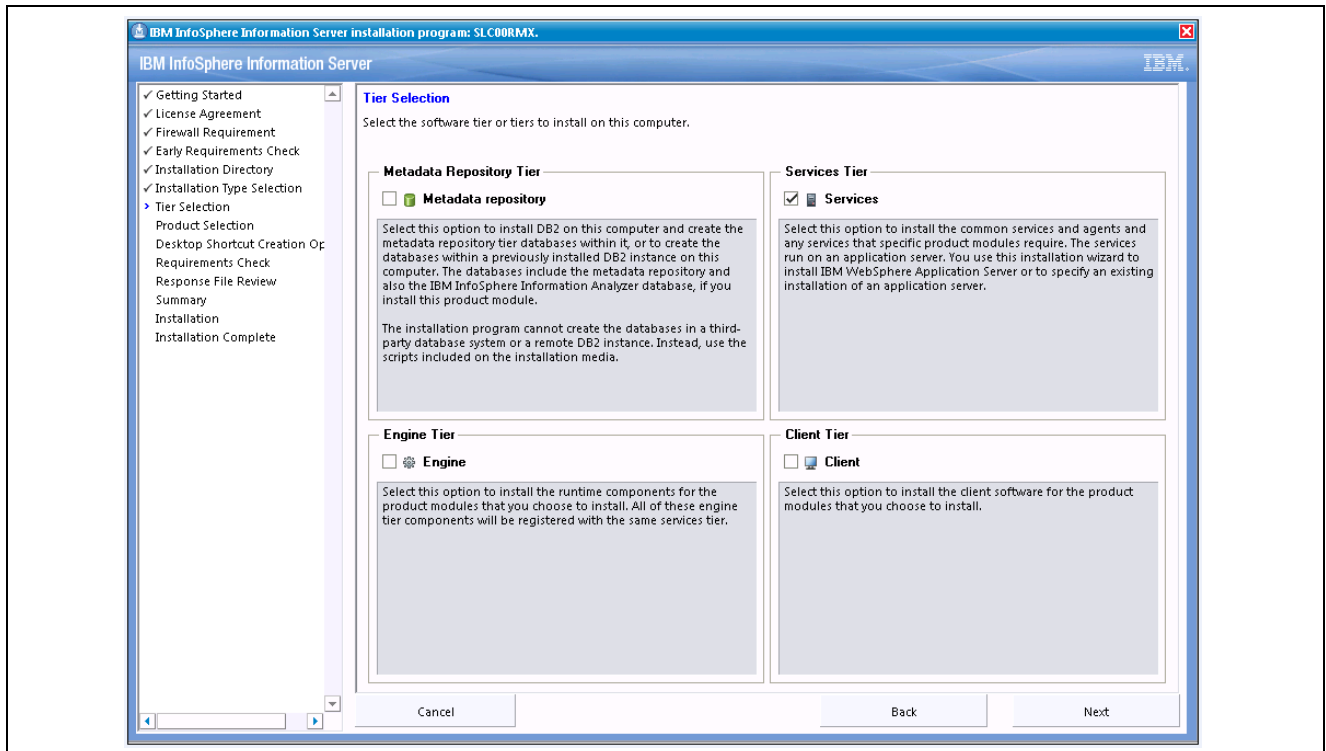 IBM InfoSphere Information Server installation program: SLC00RMX.
IBM InfoSphere Information Server
IBM.
✓ Getting Started
✓ License Agreement
✓ Firewall Requirement
✓ Early Requirements Check
✓ Installation Directory
✓ Installation Type Selection
> Tier Selection
Product Selection
Desktop Shortcut Creation Op
Requirements Check
Response File Review
Summary
Installation
Installation Complete
Tier Selection
Select the software tier or tiers to install on this computer.
Metadata Repository Tier
Metadata repository
Select this option to install DB2 on this computer and create the
metadata repository tier databases within it, or to create the
databases within a previously installed DB2 instance on this
computer. The databases include the metadata repository and
also the IBM InfoSphere Information Analyzer database, if you
install this product module.
The installation program cannot create the databases in a third-
party database system or a remote DB2 instance. Instead, use the
scripts included on the installation media.
Services Tier
Services
Select this option to install the common services and agents and
any services that specific product modules require. The services
run on an application server. You use this installation wizard to
install IBM WebSphere Application Server or to specify an existing
installation of an application server.
Engine Tier
Engine
Select this option to install the runtime components for the
product modules that you choose to install. All of these engine
tier components will be registered with the same services tier.
Client Tier
Client
Select this option to install the client software for the product
modules that you choose to install.
Cancel
Back
Next